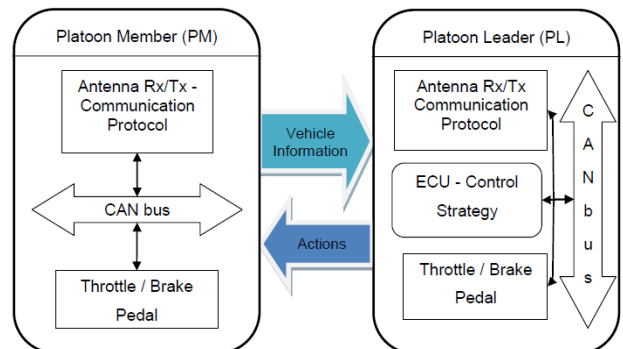 Platoon Member (PM)
Antenna Rx/Tx -
Communication
Protocol
CAN bus
Throttle / Brake
Pedal
Vehicle
Information
Actions
Platoon Leader (PL)
Antenna Rx/Tx
Communication
Protocol
ECU - Control
Strategy
Throttle / Brake
Pedal
C
A
N
b
u
s